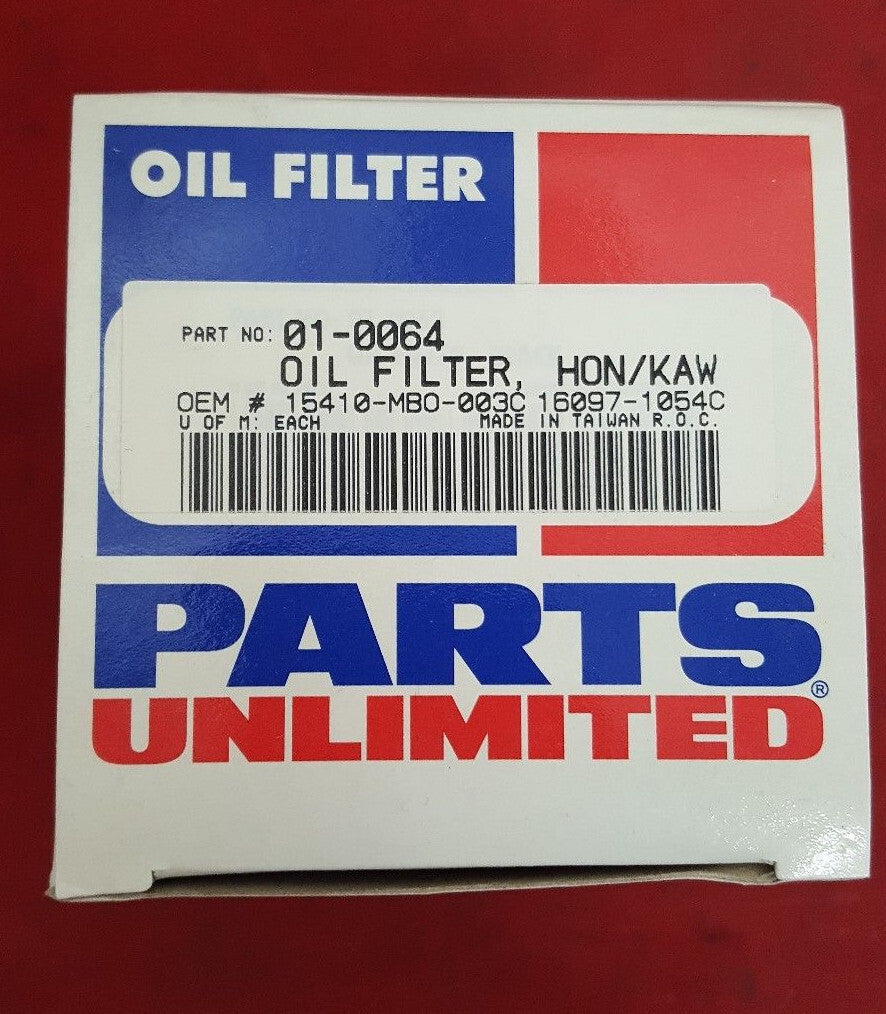 OIL FILTER
PART NO: 01-0064
OIL FILTER, HON/KAW
OEM # 15410-MBO-003C 16097-1054C
U OF M: EACH MADE IN TAIWAN R.O.C.
PARTS
UNLIMITED®